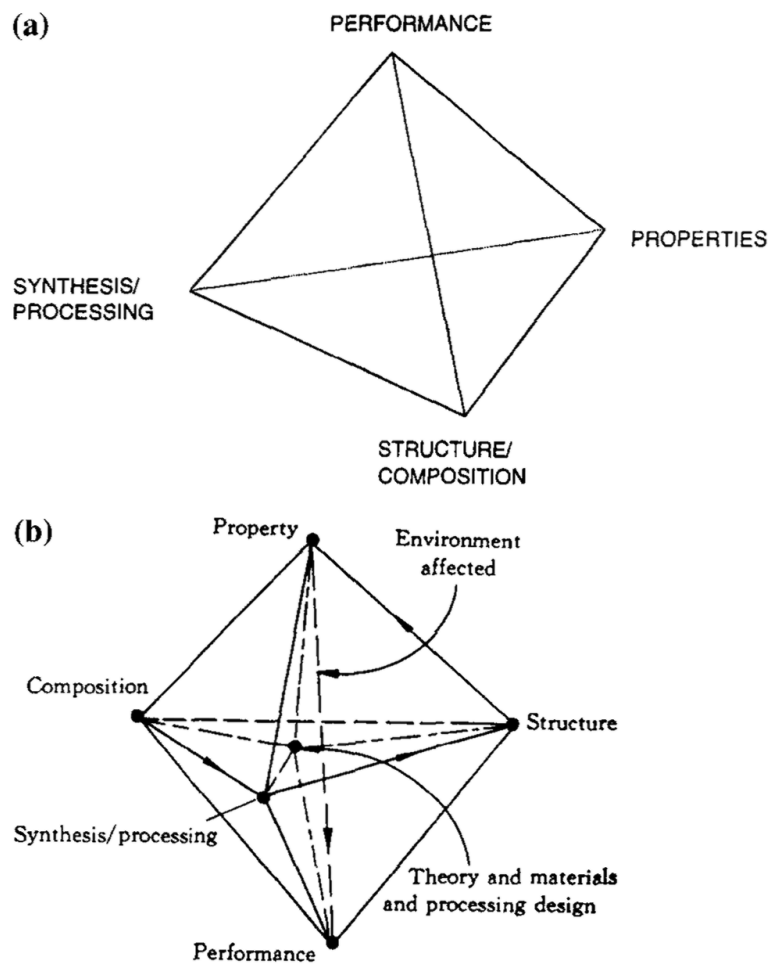 (a)
PERFORMANCE
PROPERTIES
SYNTHESIS/
PROCESSING
STRUCTURE/
COMPOSITION
(b)
Property
Environment
affected
Composition
Structure
Synthesis/processing
Theory and materials
and processing design
Performance